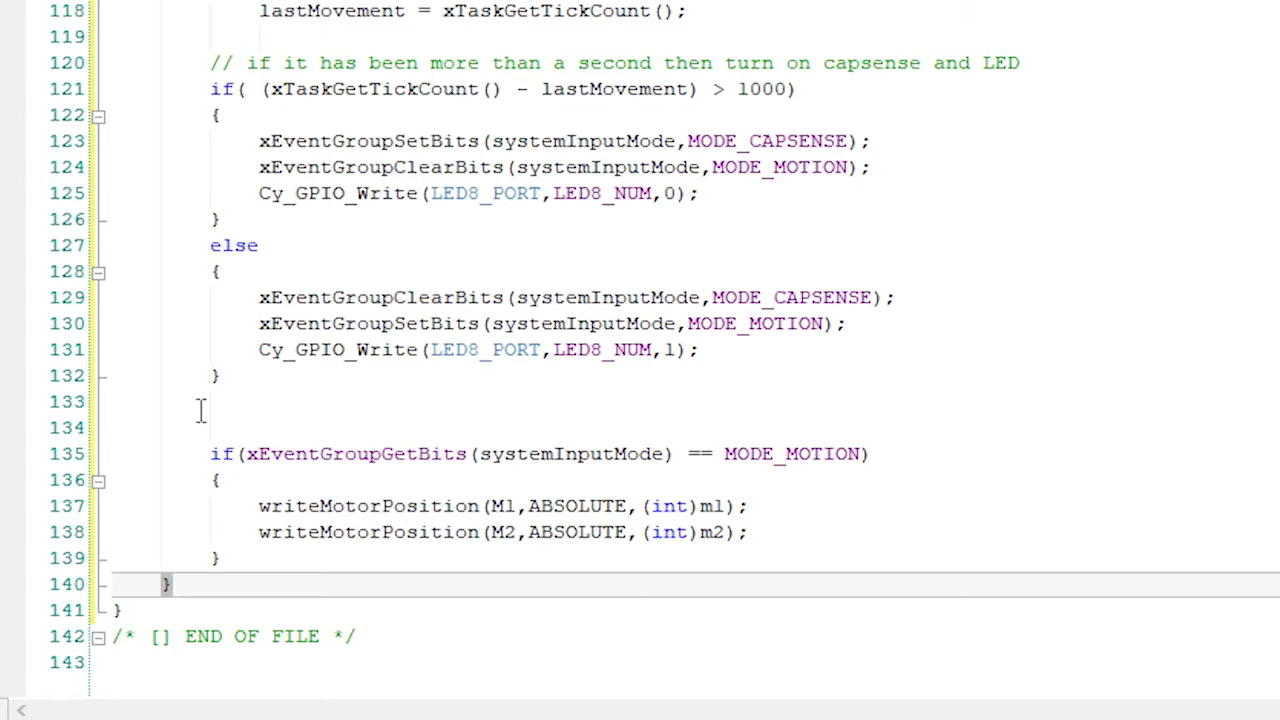 118 lastMovement = xTaskGetTickCount();
119
120 // if it has been more than a second then turn on capsense and LED
121 if( (xTaskGetTickCount() - lastMovement) > 1000)
122 {
123 xEventGroupSetBits(systemInputMode,MODE_CAPSENSE);
124 xEventGroupClearBits(systemInputMode,MODE_MOTION);
125 Cy_GPIO_Write(LED8_PORT,LED8_NUM,0);
126 }
127 else
128 {
129 xEventGroupClearBits(systemInputMode,MODE_CAPSENSE);
130 xEventGroupSetBits(systemInputMode,MODE_MOTION);
131 Cy_GPIO_Write(LED8_PORT,LED8_NUM,1);
132 }
133
134
135 if(xEventGroupGetBits(systemInputMode) == MODE_MOTION)
136 {
137 writeMotorPosition(M1,ABSOLUTE,(int)m1);
138 writeMotorPosition(M2,ABSOLUTE,(int)m2);
139 }
140 }
141 }
142 /* [] END OF FILE */
143